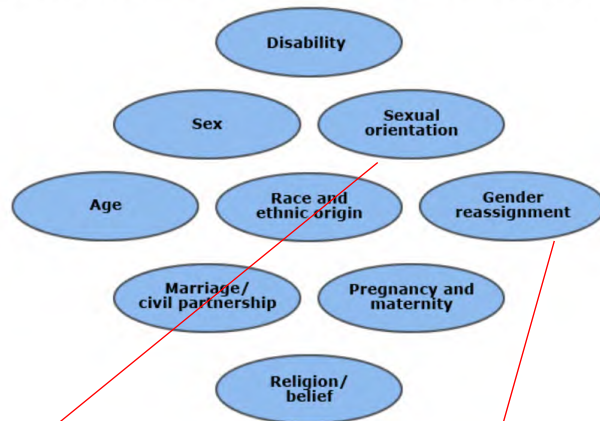 Disability
Sex
Sexual
orientation
Age
Race and
ethnic origin
Gender
reassignment
Marriage/
civil partnership
Pregnancy and
maternity
Religion/
belief